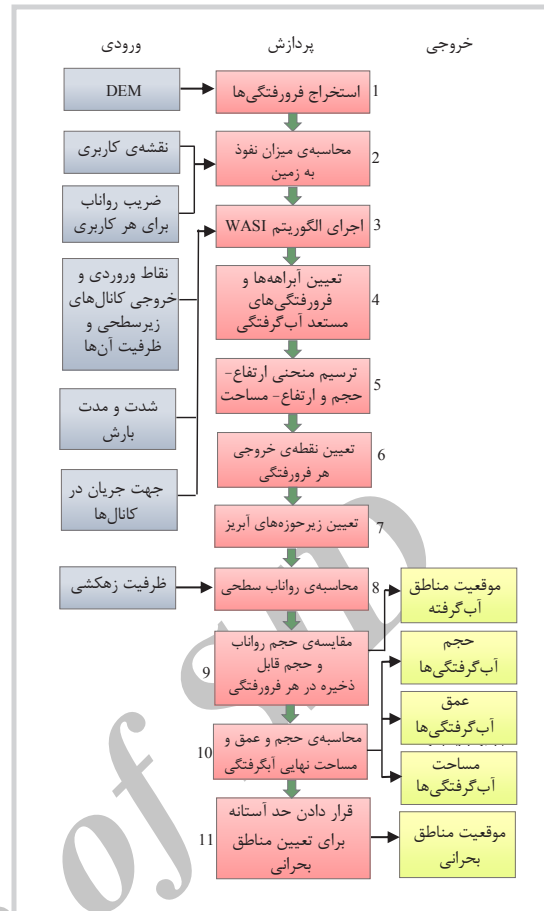 ورودی
پردازش
خروجی
DEM
استخراج فرورفتگی‌ها
1
نقشه‌ی کاربری
محاسبه‌ی میزان نفوذ
به زمین
2
ضریب رواناب
برای هر کاربری
اجرای الگوریتم WASI
3
نقاط وروردی و
خروجی کانال‌های
زیرسطحی و
ظرفیت آن‌ها
تعیین آبراهه‌ها و
فرورفتگی‌های
مستعد آب‌گرفتگی
4
ترسیم منحنی ارتفاع-
حجم و ارتفاع- مساحت
5
شدت و مدت
بارش
تعیین نقطه‌ی خروجی
هر فرورفتگی
6
جهت جریان در
کانال‌ها
تعیین زیرحوزه‌های آبریز
7
ظرفیت زهکشی
محاسبه‌ی رواناب سطحی
8
موقعیت مناطق
آب‌گرفته
مقایسه‌ی حجم رواناب
و حجم قابل
ذخیره در هر فرورفتگی
9
حجم
آب‌گرفتگی‌ها
عمق
آب‌گرفتگی‌ها
محاسبه‌ی حجم و عمق و
مساحت نهایی آبگرفتگی
10
مساحت
آب‌گرفتگی‌ها
قرار دادن حد آستانه
برای تعیین مناطق
بحرانی
11
موقعیت مناطق
بحرانی
of